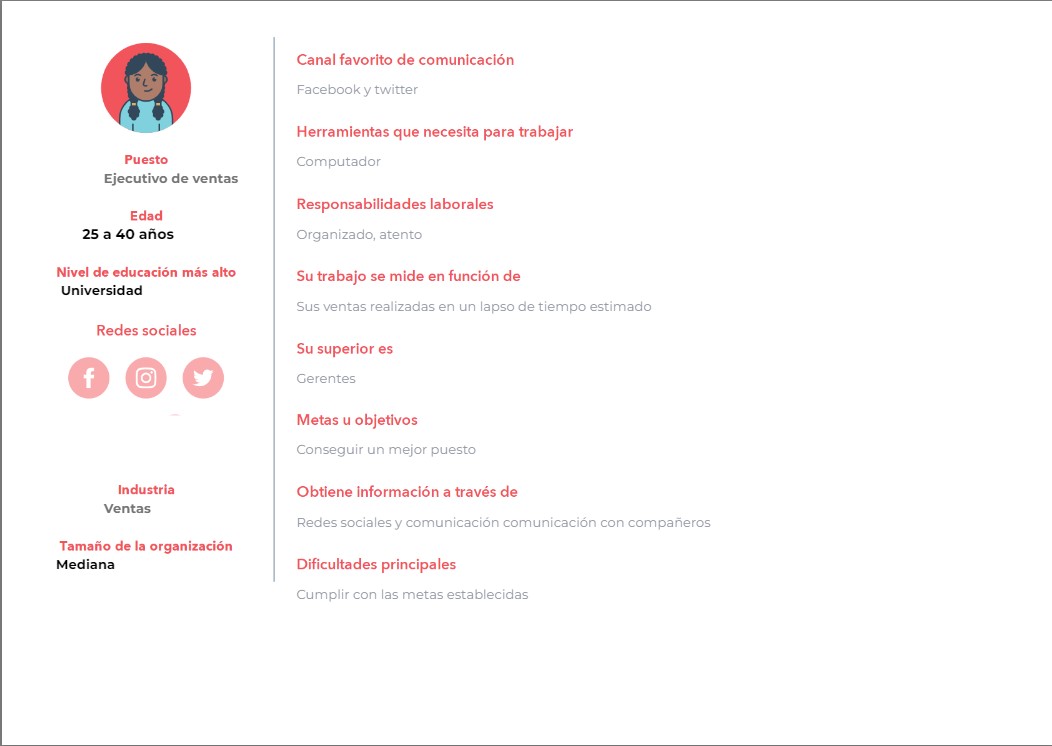 Puesto
Ejecutivo de ventas
Edad
25 a 40 años
Nivel de educación más alto
Universidad
Redes sociales
Industria
Ventas
Tamaño de la organización
Mediana
Canal favorito de comunicación
Facebook y twitter
Herramientas que necesita para trabajar
Computador
Responsabilidades laborales
Organizado, atento
Su trabajo se mide en función de
Sus ventas realizadas en un lapso de tiempo estimado
Su superior es
Gerentes
Metas u objetivos
Conseguir un mejor puesto
Obtiene información a través de
Redes sociales y comunicación comunicación con compañeros
Dificultades principales
Cumplir con las metas establecidas